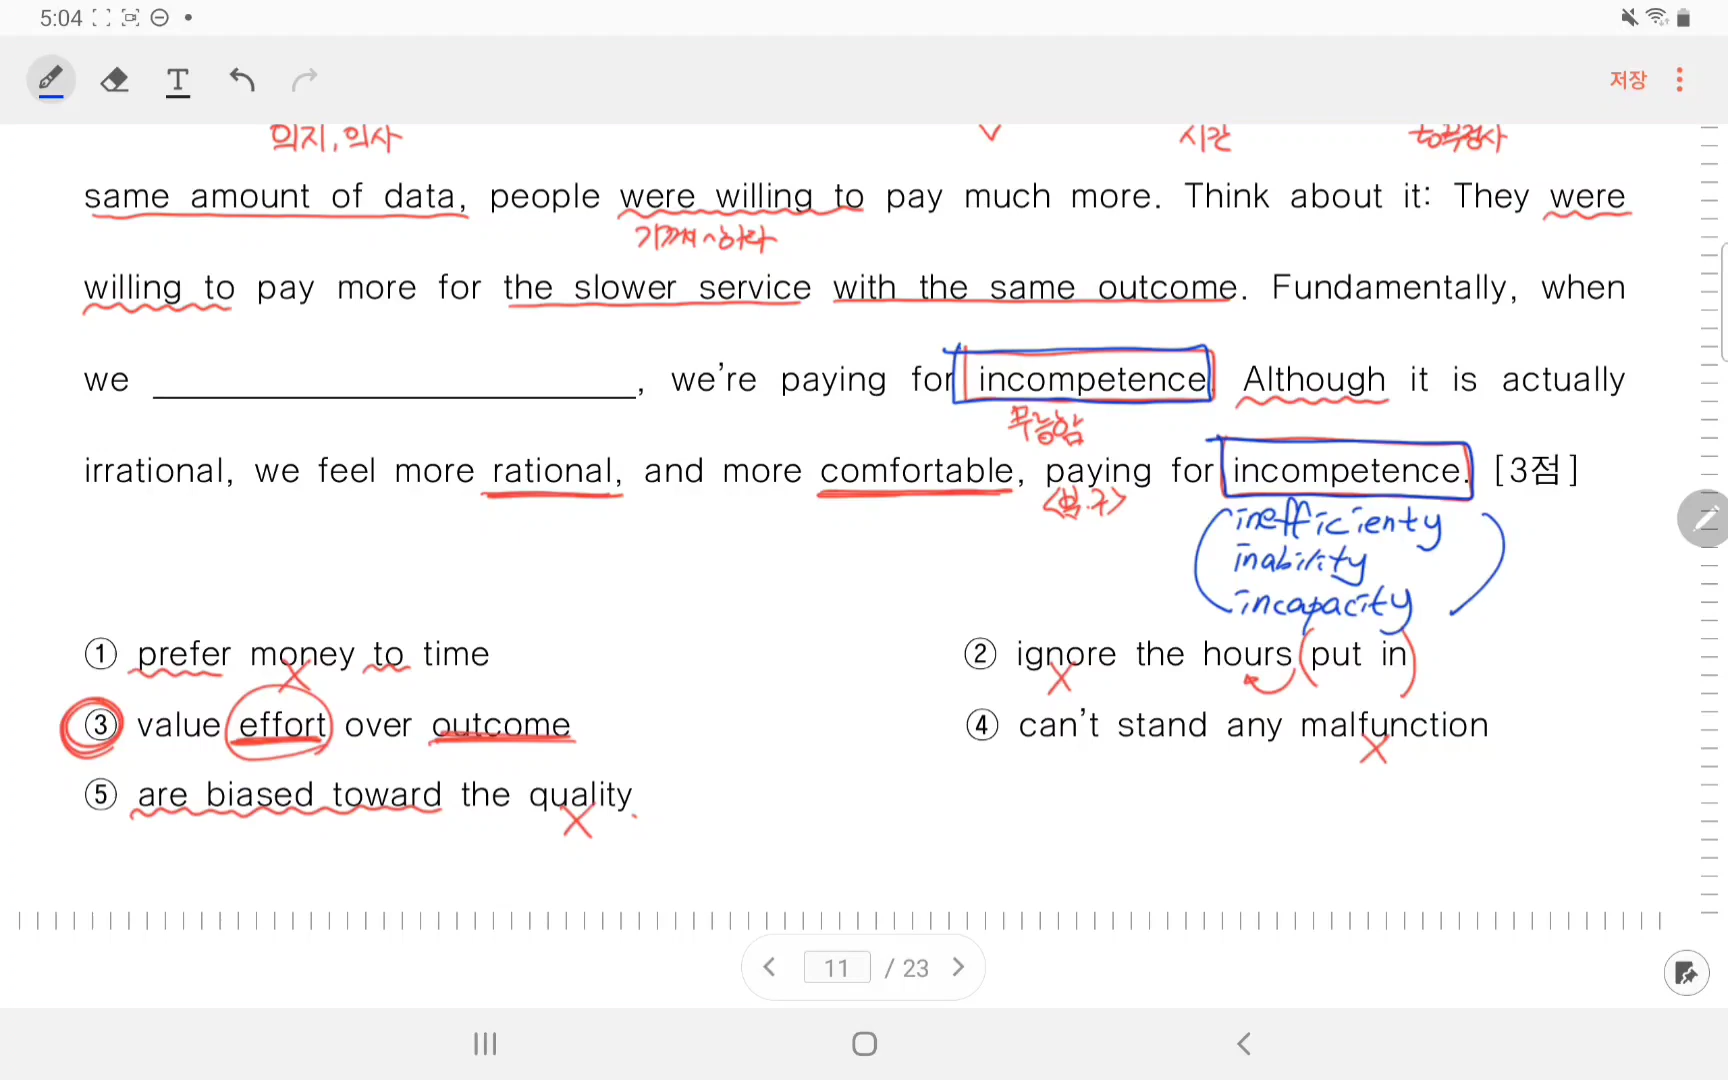 5:04
저장
의지, 의사 V 시간
same amount of data, people were willing to pay much more. Think about it: They were
기꺼이 ~하다
willing to pay more for the slower service with the same outcome. Fundamentally, when
we ____________________, we're paying for incompetence. Although it is actually
무능함
irrational, we feel more rational, and more comfortable, paying for incompetence. [3점]
<분.구>
inefficienty
inability
incapacity
① prefer money to time
② ignore the hours (put in)
③ value effort over outcome
④ can't stand any malfunction
⑤ are biased toward the quality.
11 / 23